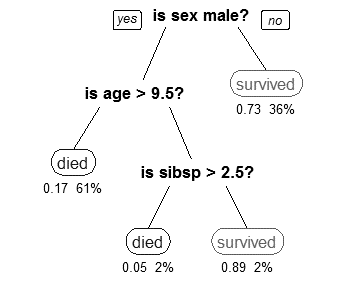 yes is sex male? no
is age > 9.5?
survived
0.73 36%
died
0.17 61%
is sibsp > 2.5?
died
0.05 2%
survived
0.89 2%